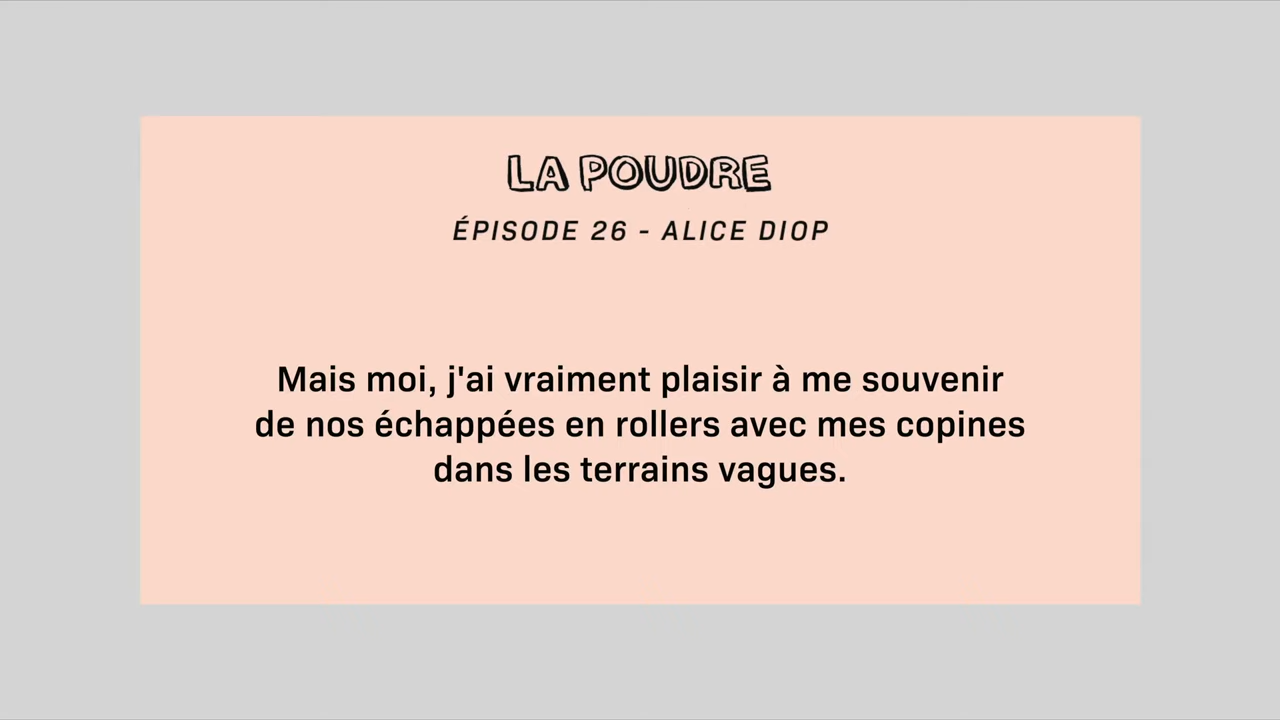 LA POUDRE
ÉPISODE 26 - ALICE DIOP
Mais moi, j'ai vraiment plaisir à me souvenir
de nos échappées en rollers avec mes copines
dans les terrains vagues.